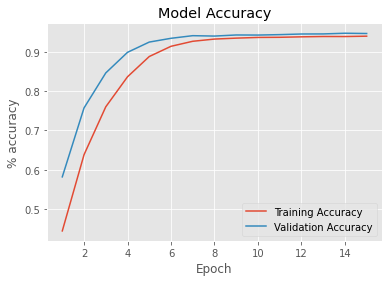 Model Accuracy
% accuracy
0.9
0.8
0.7
0.6
0.5
Training Accuracy
Validation Accuracy
2 4 6 8 10 12 14
Epoch